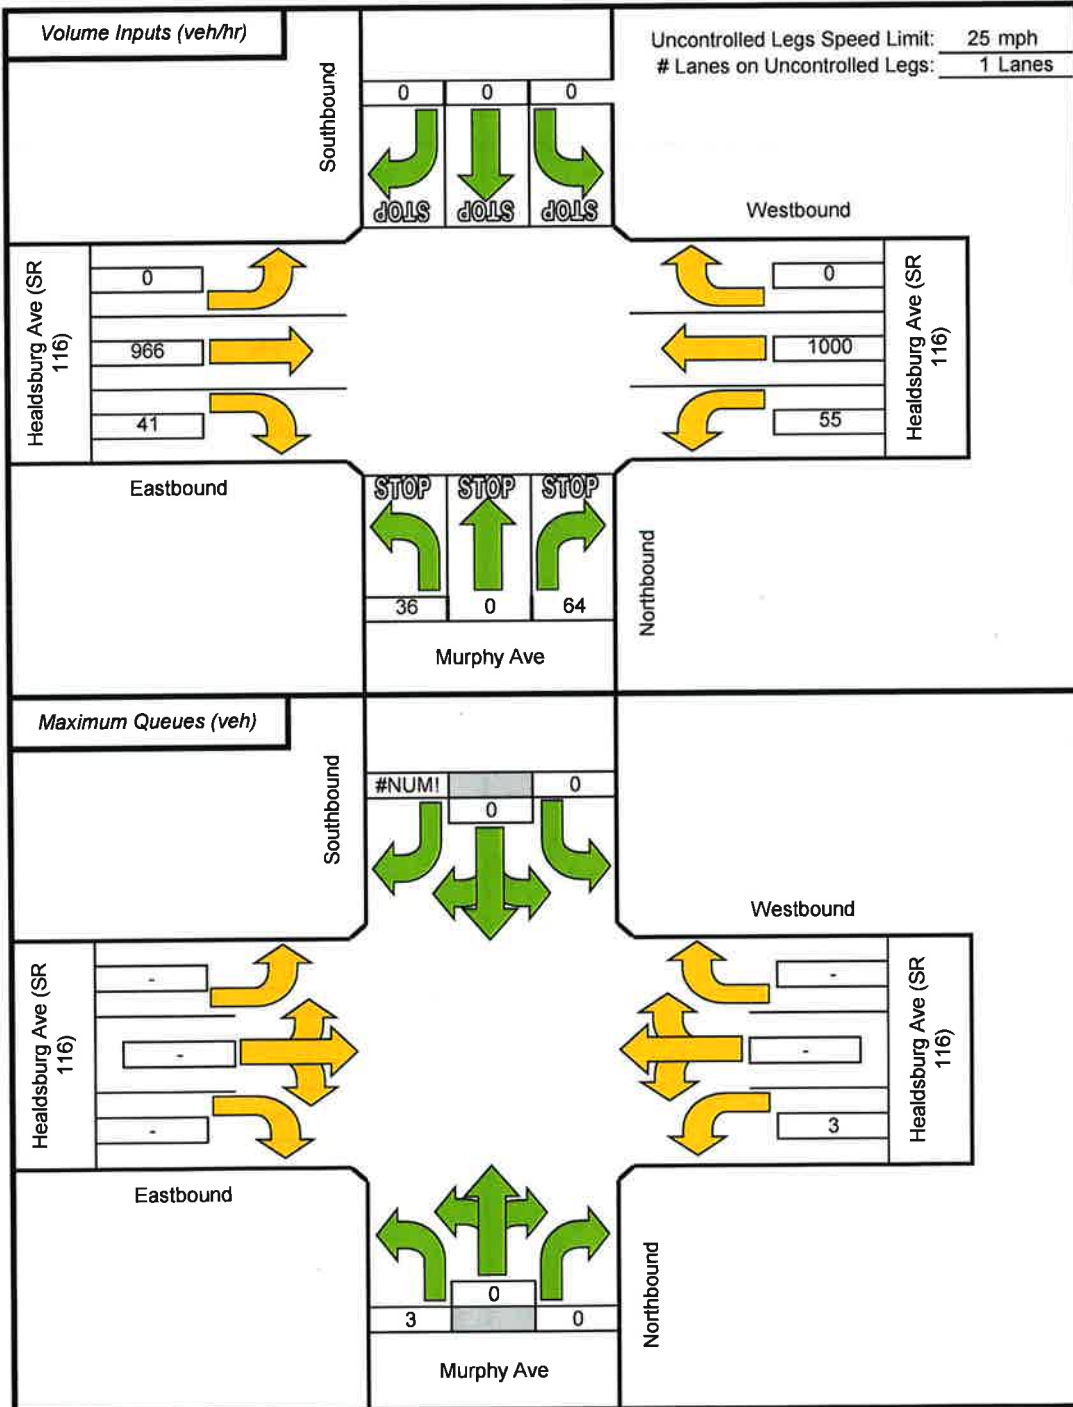 Volume Inputs (veh/hr)
Uncontrolled Legs Speed Limit: 25 mph
# Lanes on Uncontrolled Legs: 1 Lanes
Southbound
0 0 0
STOP STOP STOP
Westbound
Healdsburg Ave (SR
116)
0
966
41
0
1000
55
Healdsburg Ave (SR
116)
Eastbound
STOP STOP STOP
36 0 64
Northbound
Murphy Ave
Maximum Queues (veh)
Southbound
#NUM! 0
0
Westbound
Healdsburg Ave (SR
116)
-
-
-
-
-
3
Healdsburg Ave (SR
116)
Eastbound
0
3 0
Northbound
Murphy Ave